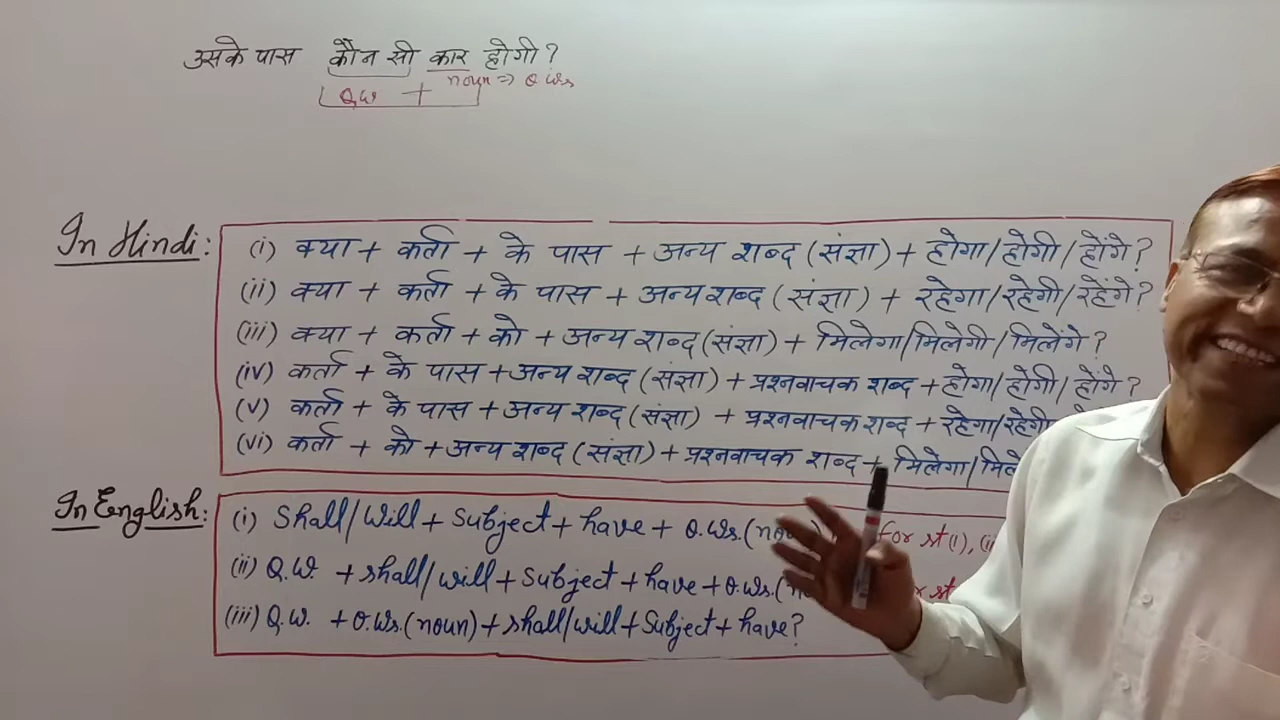 उसके पास कौन सी कार होगी?
Q.W + noun => O.Ws
In Hindi:
(i) क्या + कर्ता + के पास + अन्य शब्द (संज्ञा) + होगा/होगी/होंगे?
(ii) क्या + कर्ता + के पास + अन्य शब्द (संज्ञा) + रहेगा/रहेगी/रहेंगे?
(iii) क्या + कर्ता + को + अन्य शब्द (संज्ञा) + मिलेगा/मिलेगी/मिलेंगे?
(iv) कर्ता + के पास + अन्य शब्द (संज्ञा) + प्रश्नवाचक शब्द + होगा/होगी/होंगे?
(v) कर्ता + के पास + अन्य शब्द (संज्ञा) + प्रश्नवाचक शब्द + रहेगा/रहेगी
(vi) कर्ता + को + अन्य शब्द (संज्ञा) + प्रश्नवाचक शब्द + मिलेगा/
In English:
(i) Shall/Will + Subject + have + O.Ws. for st(i),
(ii) Q.W. + shall/will + Subject + have + O.Ws.
(iii) Q.W. + O.Ws. (noun) + shall/will + Subject + have?